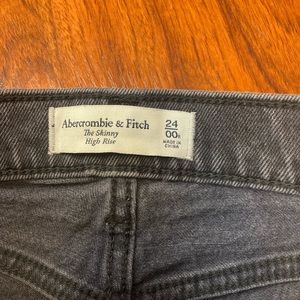 Abercrombie & Fitch
The Skinny
High Rise
24
00R
MADE IN
CHINA